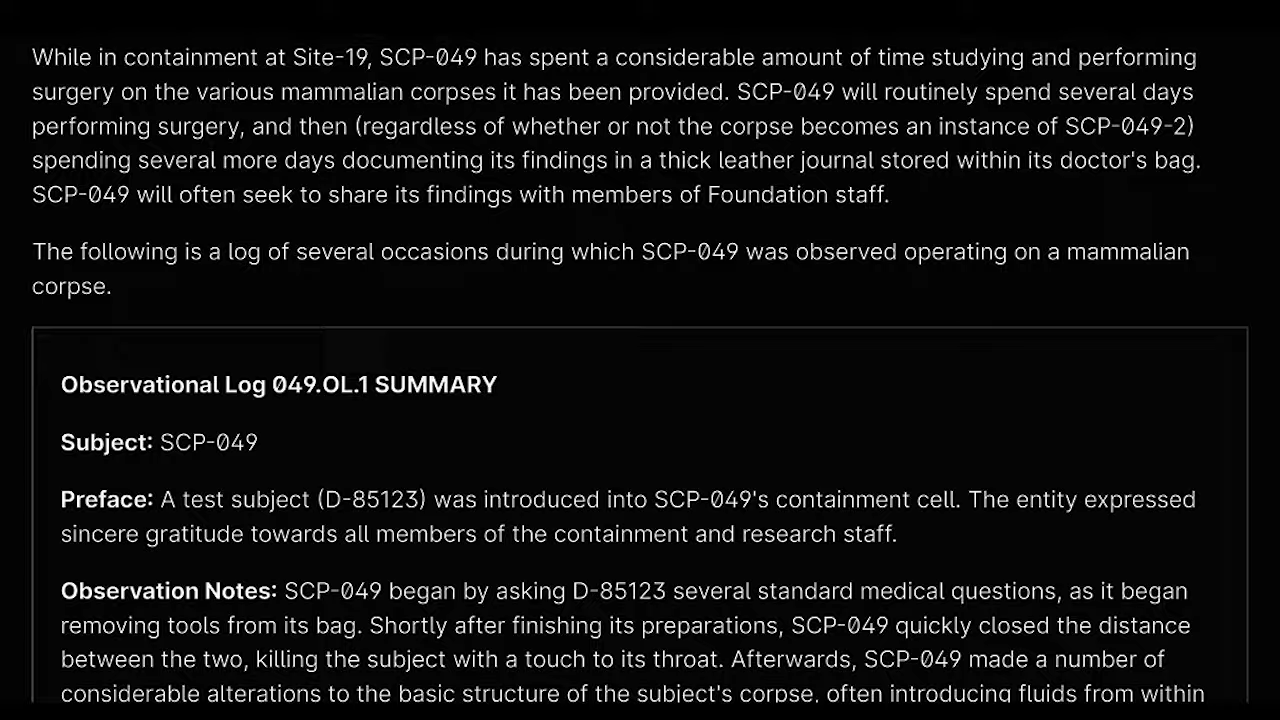 While in containment at Site-19, SCP-049 has spent a considerable amount of time studying and performing
surgery on the various mammalian corpses it has been provided. SCP-049 will routinely spend several days
performing surgery, and then (regardless of whether or not the corpse becomes an instance of SCP-049-2)
spending several more days documenting its findings in a thick leather journal stored within its doctor's bag.
SCP-049 will often seek to share its findings with members of Foundation staff.
The following is a log of several occasions during which SCP-049 was observed operating on a mammalian
corpse.
Observational Log 049.OL.1 SUMMARY
Subject: SCP-049
Preface: A test subject (D-85123) was introduced into SCP-049's containment cell. The entity expressed
sincere gratitude towards all members of the containment and research staff.
Observation Notes: SCP-049 began by asking D-85123 several standard medical questions, as it began
removing tools from its bag. Shortly after finishing its preparations, SCP-049 quickly closed the distance
between the two, killing the subject with a touch to its throat. Afterwards, SCP-049 made a number of
considerable alterations to the basic structure of the subject's corpse, often introducing fluids from within